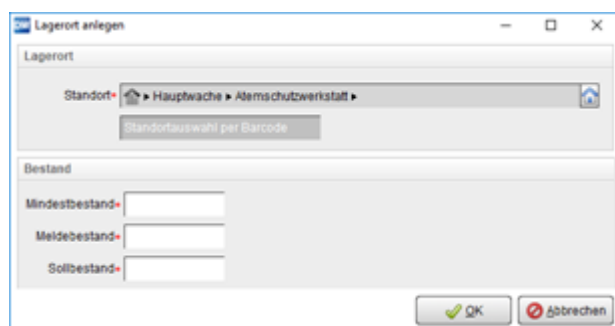 Lagerort anlegen
Lagerort
Standort* ▸ Hauptwache ▸ Atemschutzwerkstatt ▸
Standortauswahl per Barcode
Bestand
Mindestbestand*
Meldebestand*
Sollbestand*
OK Abbrechen